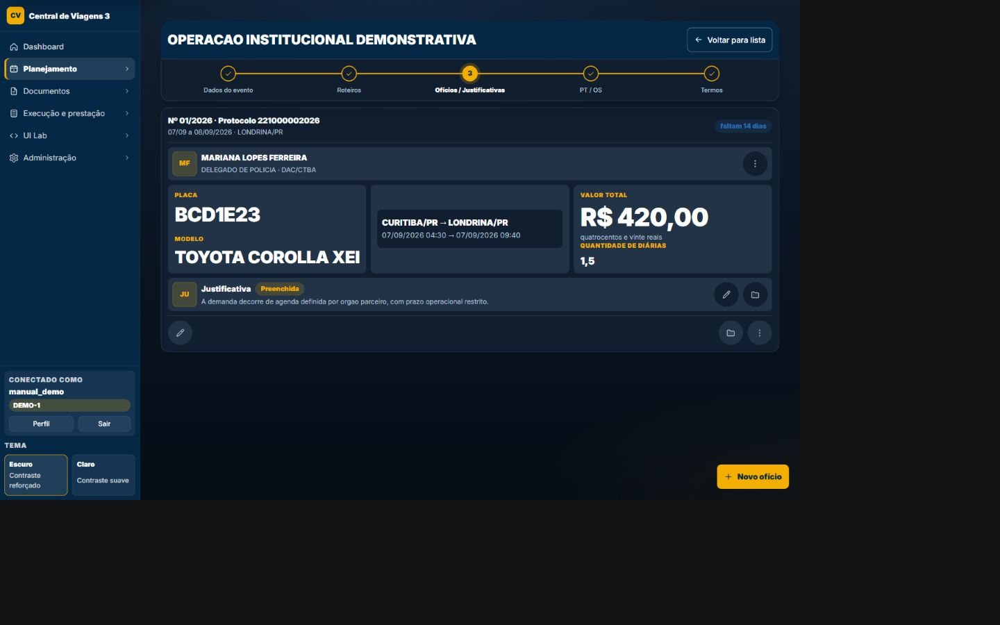 CV Central de Viagens 3
Dashboard
Planejamento
Documentos
Execução e prestação
UI Lab
Administração
CONECTADO COMO
manual_demo
DEMO-1
Perfil
Sair
TEMA
Escuro
Contraste
reforçado
Claro
Contraste suave
OPERACAO INSTITUCIONAL DEMONSTRATIVA
← Voltar para lista
3
Dados do evento
Roteiros
Ofícios / Justificativas
PT / OS
Termos
Nº 01/2026 · Protocolo 221000002026
07/09 a 08/09/2026 · LONDRINA/PR
faltam 14 dias
MF
MARIANA LOPES FERREIRA
DELEGADO DE POLICIA · DAC/CTBA
PLACA
BCD1E23
MODELO
TOYOTA COROLLA XEI
CURITIBA/PR → LONDRINA/PR
07/09/2026 04:30 → 07/09/2026 09:40
VALOR TOTAL
R$ 420,00
quatrocentos e vinte reais
QUANTIDADE DE DIÁRIAS
1,5
JU
Justificativa Preenchida
A demanda decorre de agenda definida por orgao parceiro, com prazo operacional restrito.
+ Novo ofício